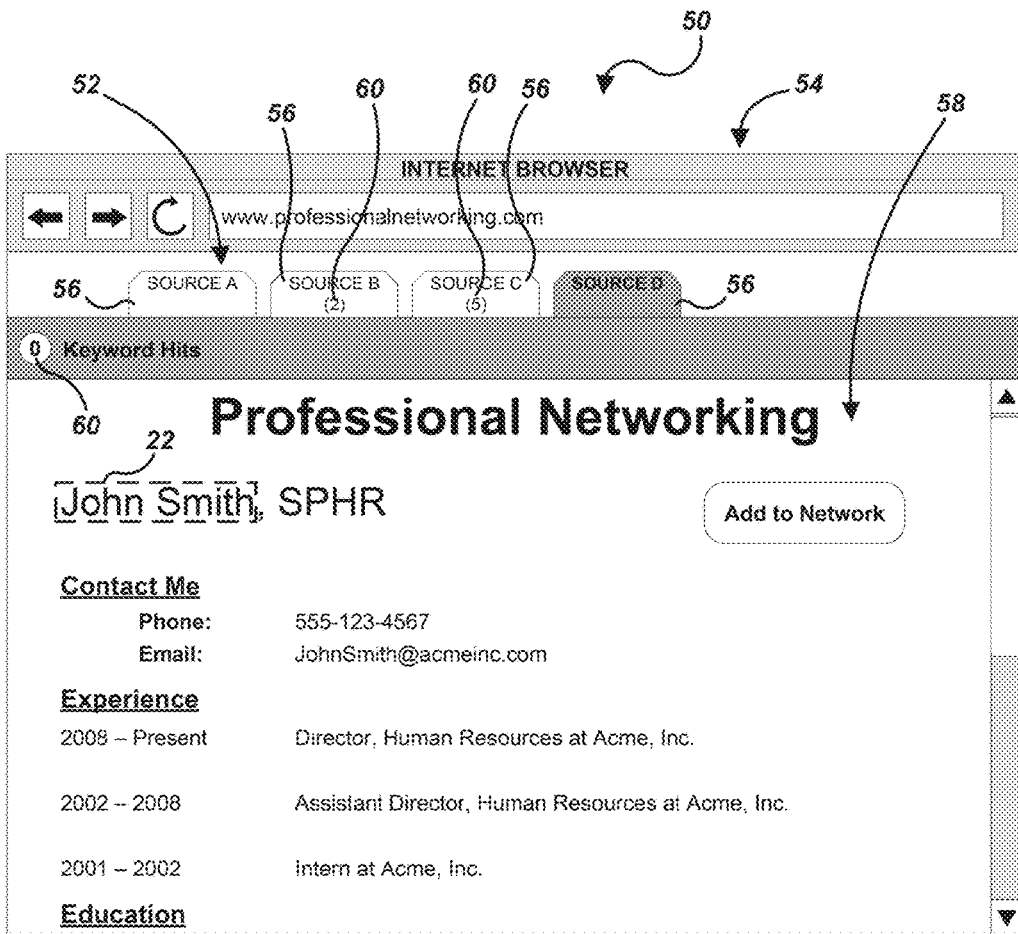 50
52 60 60 56 54
56 58
INTERNET BROWSER
www.professionalnetworking.com
SOURCE A SOURCE B SOURCE C SOURCE D
56 (2) (5) 56
0 Keyword Hits
60 Professional Networking
22
John Smith, SPHR Add to Network
Contact Me
Phone: 555-123-4567
Email: JohnSmith@acmeinc.com
Experience
2008 – Present Director, Human Resources at Acme, Inc.
2002 – 2008 Assistant Director, Human Resources at Acme, Inc.
2001 – 2002 Intern at Acme, Inc.
Education